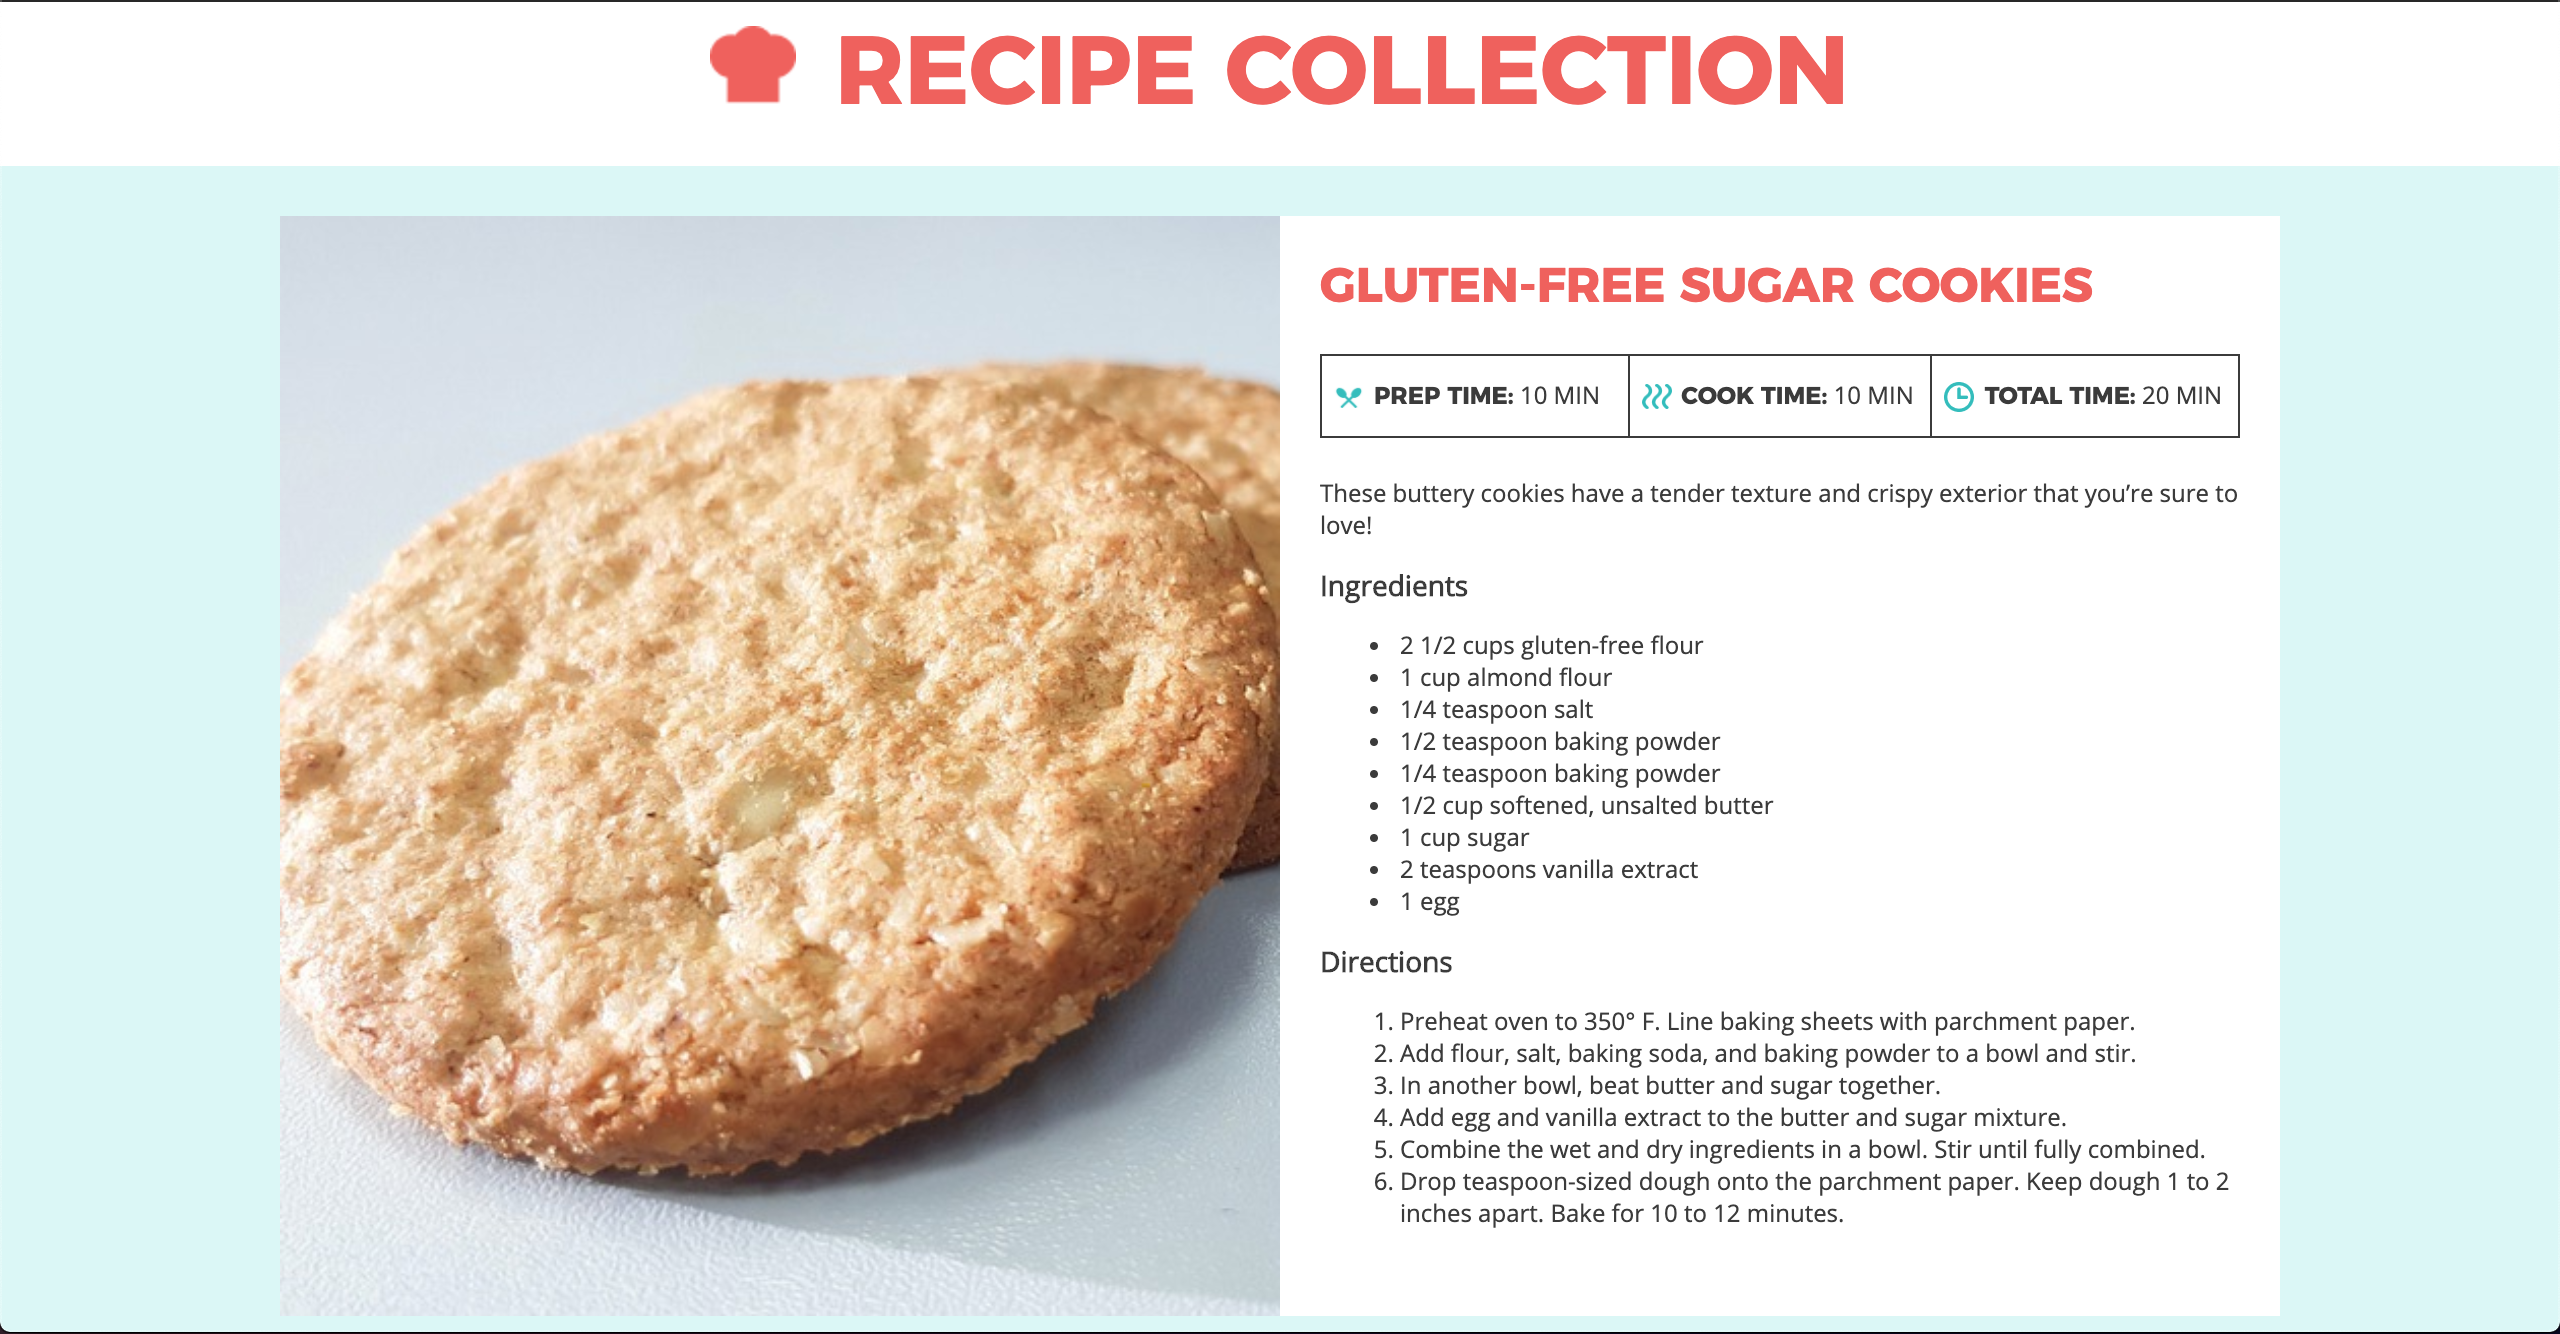 RECIPE COLLECTION
GLUTEN-FREE SUGAR COOKIES
PREP TIME: 10 MIN
COOK TIME: 10 MIN
TOTAL TIME: 20 MIN
These buttery cookies have a tender texture and crispy exterior that you’re sure to
love!
Ingredients
• 2 1/2 cups gluten-free flour
• 1 cup almond flour
• 1/4 teaspoon salt
• 1/2 teaspoon baking powder
• 1/4 teaspoon baking powder
• 1/2 cup softened, unsalted butter
• 1 cup sugar
• 2 teaspoons vanilla extract
• 1 egg
Directions
1. Preheat oven to 350° F. Line baking sheets with parchment paper.
2. Add flour, salt, baking soda, and baking powder to a bowl and stir.
3. In another bowl, beat butter and sugar together.
4. Add egg and vanilla extract to the butter and sugar mixture.
5. Combine the wet and dry ingredients in a bowl. Stir until fully combined.
6. Drop teaspoon-sized dough onto the parchment paper. Keep dough 1 to 2
inches apart. Bake for 10 to 12 minutes.